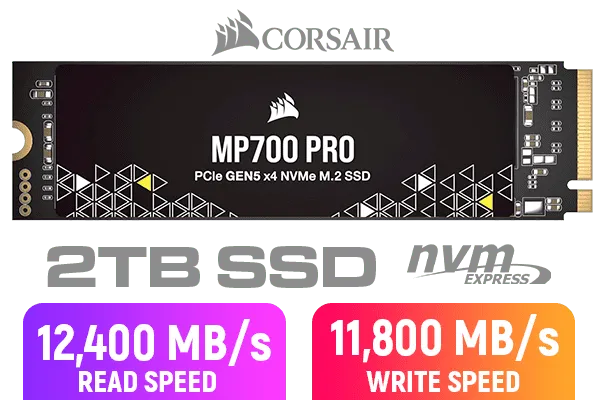 CORSAIR
MP700 PRO
PCIe GEN5 x4 NVMe M.2 SSD
2TB SSD
nvm
EXPRESS
12,400 MB/s
READ SPEED
11,800 MB/s
WRITE SPEED